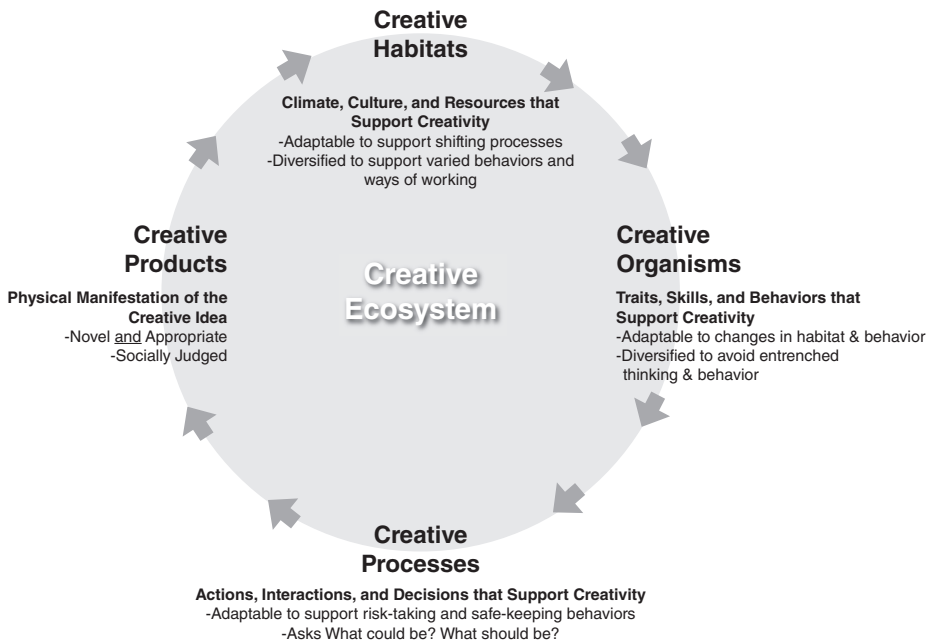 Creative
Habitats
Climate, Culture, and Resources that
Support Creativity
-Adaptable to support shifting processes
-Diversified to support varied behaviors and
ways of working
Creative
Products
Physical Manifestation of the
Creative Idea
-Novel and Appropriate
-Socially Judged
Creative
Ecosystem
Creative
Organisms
Traits, Skills, and Behaviors that
Support Creativity
-Adaptable to changes in habitat & behavior
-Diversified to avoid entrenched
thinking & behavior
Creative
Processes
Actions, Interactions, and Decisions that Support Creativity
-Adaptable to support risk-taking and safe-keeping behaviors
-Asks What could be? What should be?